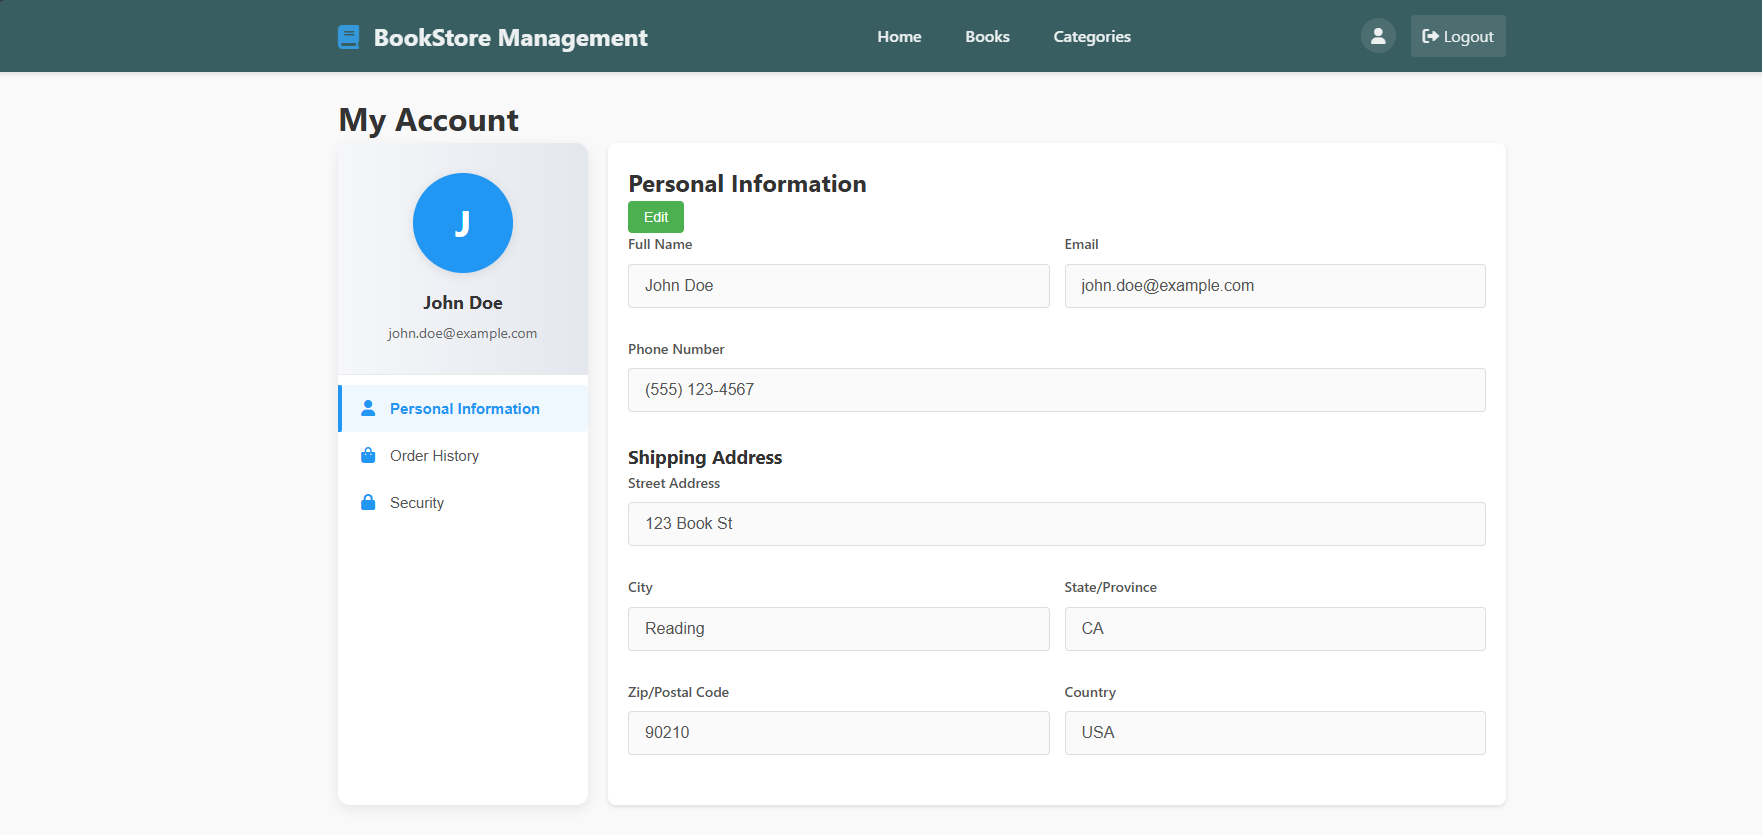 BookStore Management
Home
Books
Categories
Logout
My Account
J
John Doe
john.doe@example.com
Personal Information
Order History
Security
Personal Information
Edit
Full Name
Email
John Doe
john.doe@example.com
Phone Number
(555) 123-4567
Shipping Address
Street Address
123 Book St
City
State/Province
Reading
CA
Zip/Postal Code
Country
90210
USA